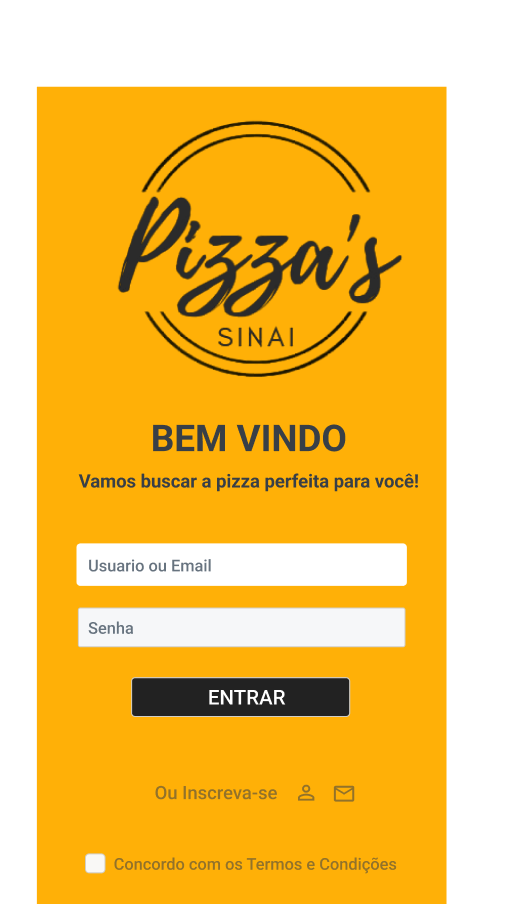 Pizza's
SINAI
BEM VINDO
Vamos buscar a pizza perfeita para você!
Usuario ou Email
Senha
ENTRAR
Ou Inscreva-se
Concordo com os Termos e Condições